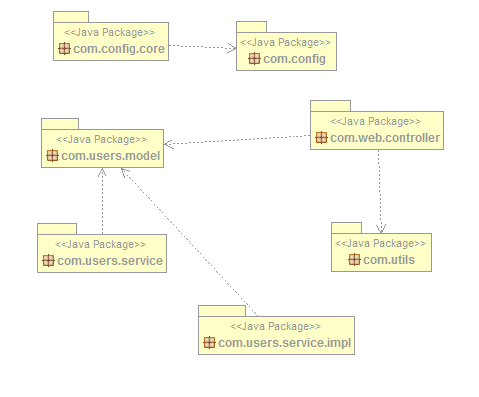 <<Java Package>>
com.config.core
<<Java Package>>
com.config
<<Java Package>>
com.web.controller
<<Java Package>>
com.users.model
<<Java Package>>
com.users.service
<<Java Package>>
com.utils
<<Java Package>>
com.users.service.impl